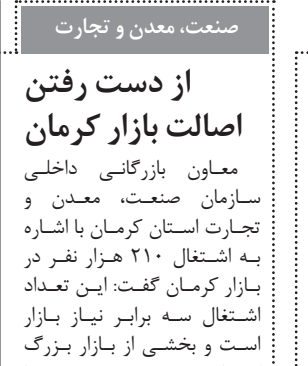 صنعت، معدن و تجارت
از دست رفتن
اصالت بازار کرمان
معاون بازرگانی داخلی
سازمان صنعت، معدن و
تجارت استان کرمان با اشاره
به اشتغال ۲۱۰ هزار نفر در
بازار کرمان گفت: این تعداد
اشتغال سه برابر نیاز بازار
است و بخشی از بازار بزرگ